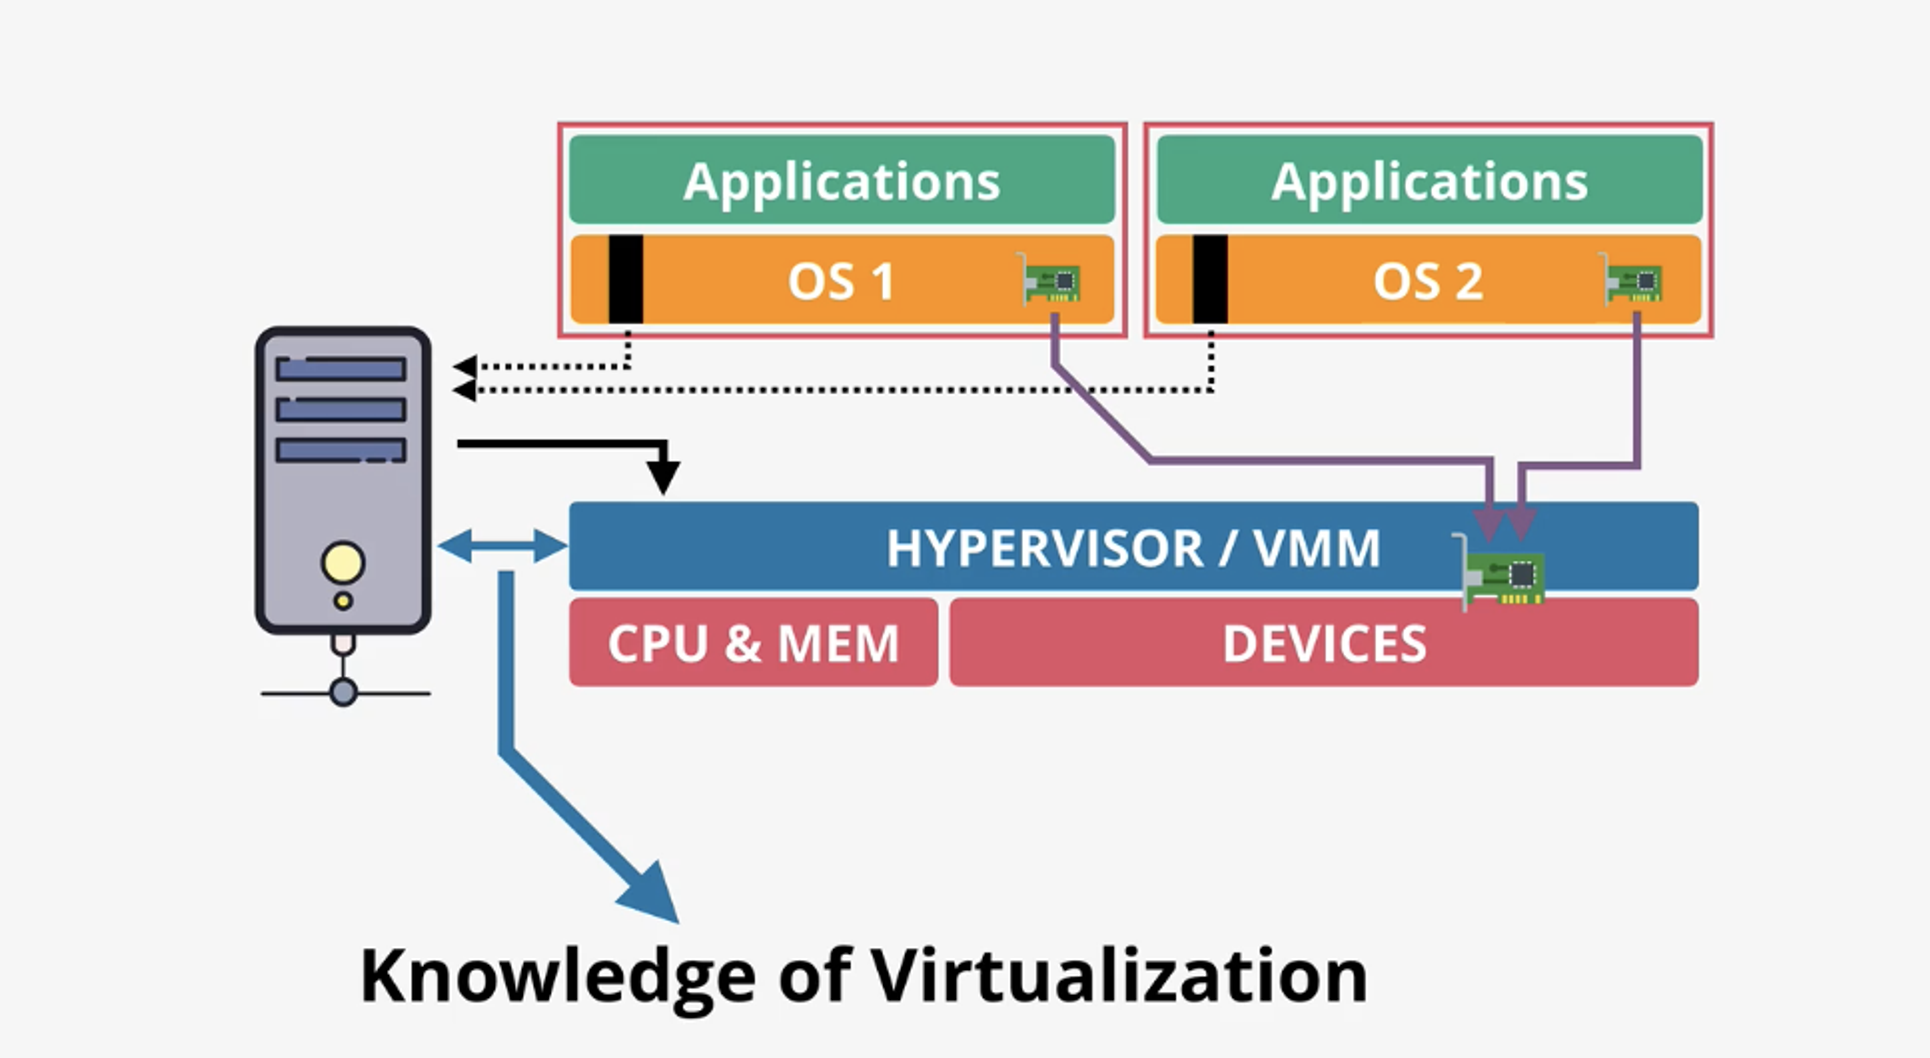 Applications
Applications
OS 1
OS 2
HYPERVISOR / VMM
CPU & MEM
DEVICES
Knowledge of Virtualization